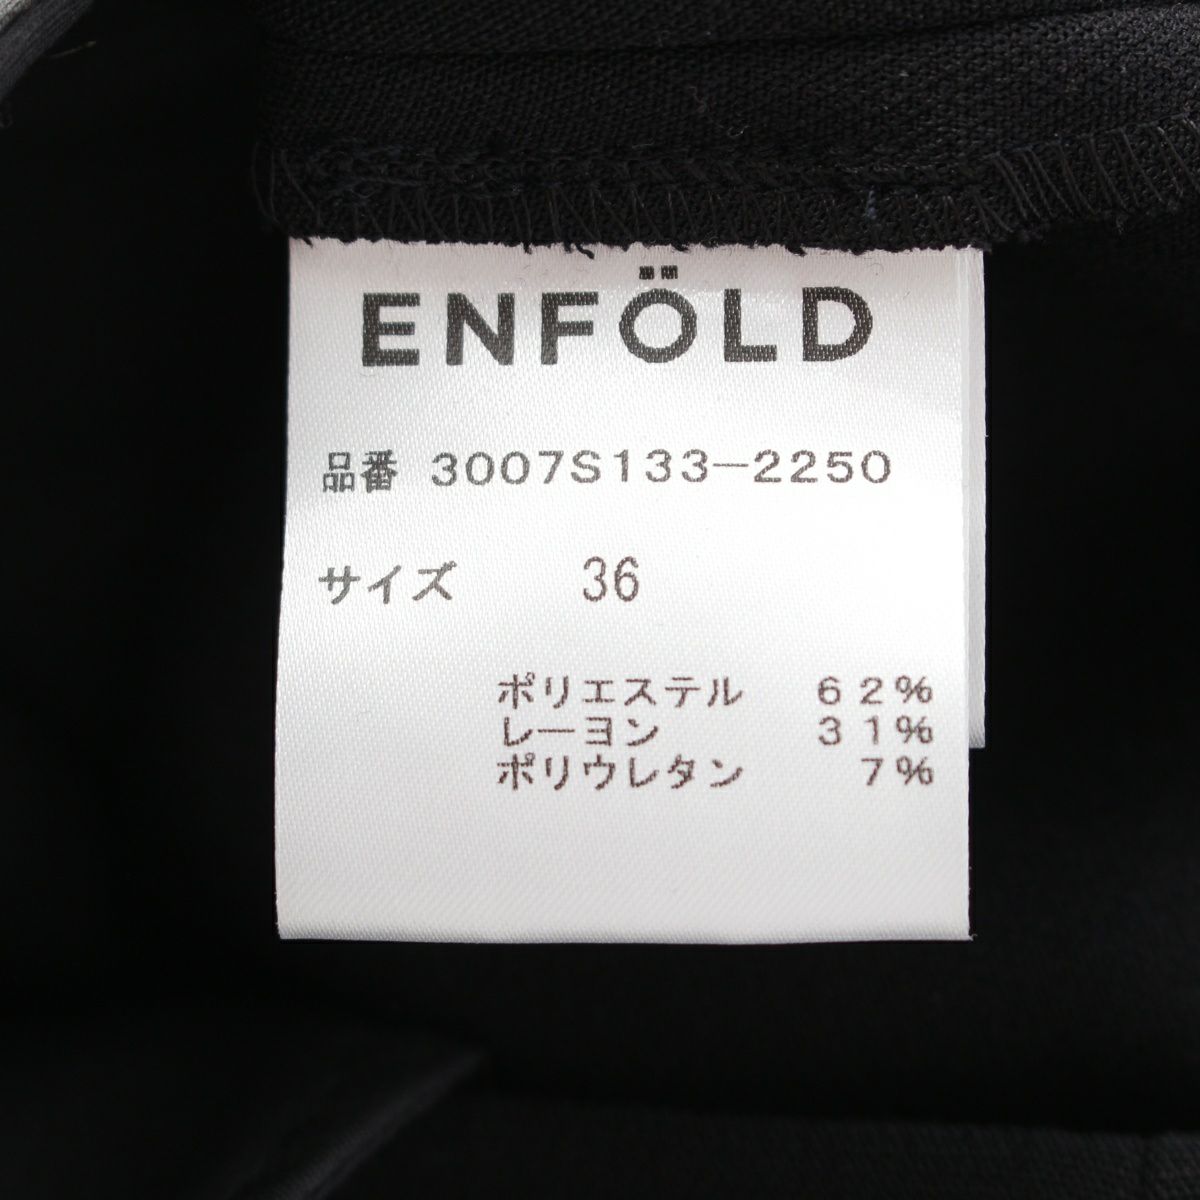 ENFÖLD
品番 3007S133-2250
サイズ 36
ポリエステル 62%
レーヨン 31%
ポリウレタン 7%